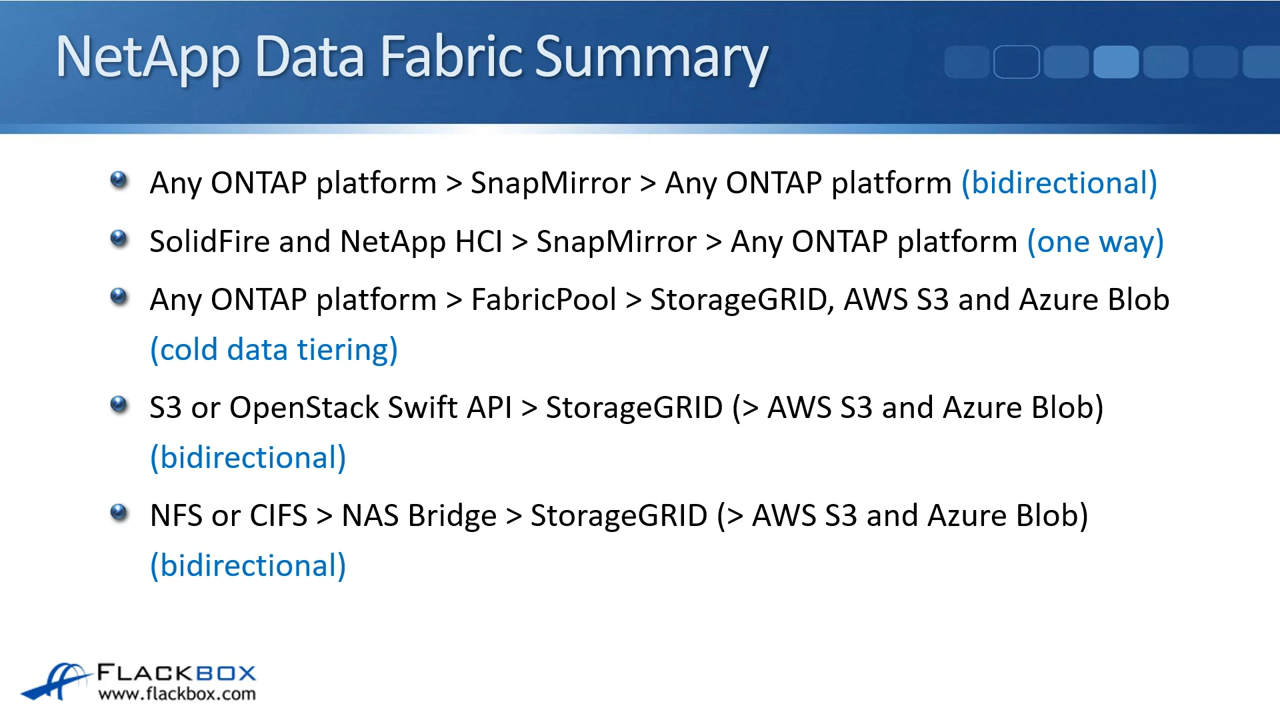 NetApp Data Fabric Summary
Any ONTAP platform > SnapMirror > Any ONTAP platform (bidirectional)
SolidFire and NetApp HCI > SnapMirror > Any ONTAP platform (one way)
Any ONTAP platform > FabricPool > StorageGRID, AWS S3 and Azure Blob
(cold data tiering)
S3 or OpenStack Swift API > StorageGRID (> AWS S3 and Azure Blob)
(bidirectional)
NFS or CIFS > NAS Bridge > StorageGRID (> AWS S3 and Azure Blob)
(bidirectional)
FLACKBOX
www.flackbox.com